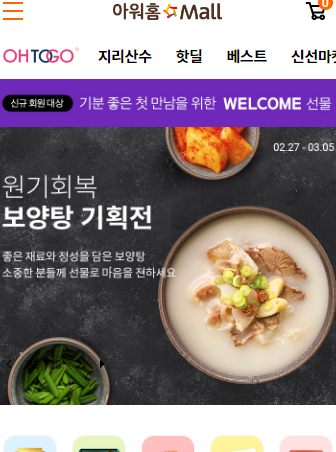 0
아워홈 Mall
OHTOGO 지리산수 핫딜 베스트 신선마켓
신규 회원 대상 기분 좋은 첫 만남을 위한 WELCOME 선물
02.27 - 03.05
원기회복
보양탕 기획전
좋은 재료와 정성을 담은 보양탕
소중한 분들께 선물로 마음을 전하세요